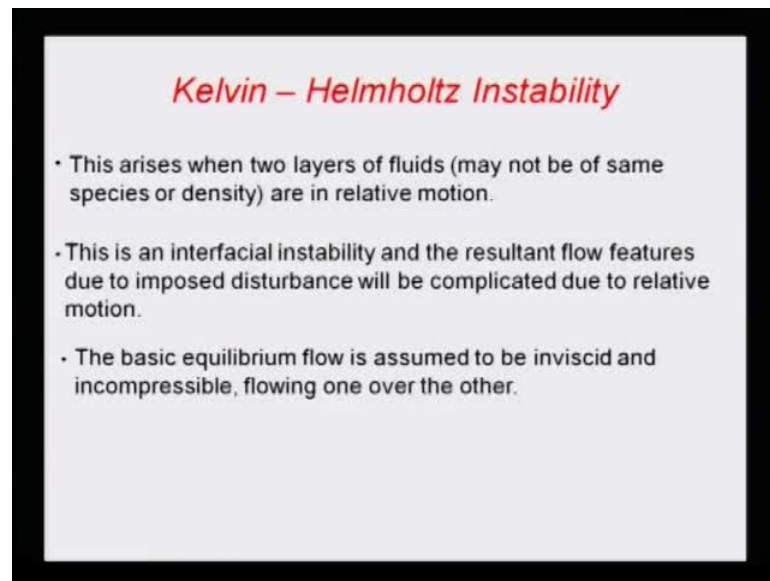 Kelvin – Helmholtz Instability
• This arises when two layers of fluids (may not be of same
species or density) are in relative motion.
• This is an interfacial instability and the resultant flow features
due to imposed disturbance will be complicated due to relative
motion.
• The basic equilibrium flow is assumed to be inviscid and
incompressible, flowing one over the other.